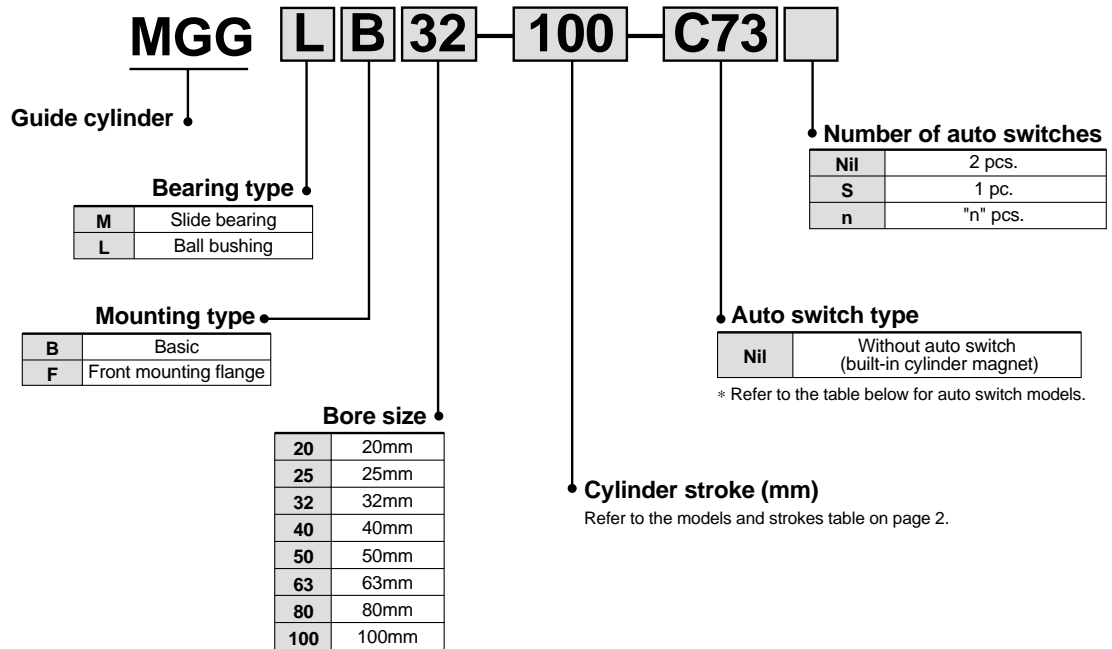 MGG L B 32 - 100 - C73
Guide cylinder
Number of auto switches
Nil 2 pcs.
S 1 pc.
n "n" pcs.
Bearing type
M Slide bearing
L Ball bushing
Mounting type
B Basic
F Front mounting flange
Auto switch type
Nil Without auto switch
(built-in cylinder magnet)
∗ Refer to the table below for auto switch models.
Bore size
20 20mm
25 25mm
32 32mm
40 40mm
50 50mm
63 63mm
80 80mm
100 100mm
Cylinder stroke (mm)
Refer to the models and strokes table on page 2.